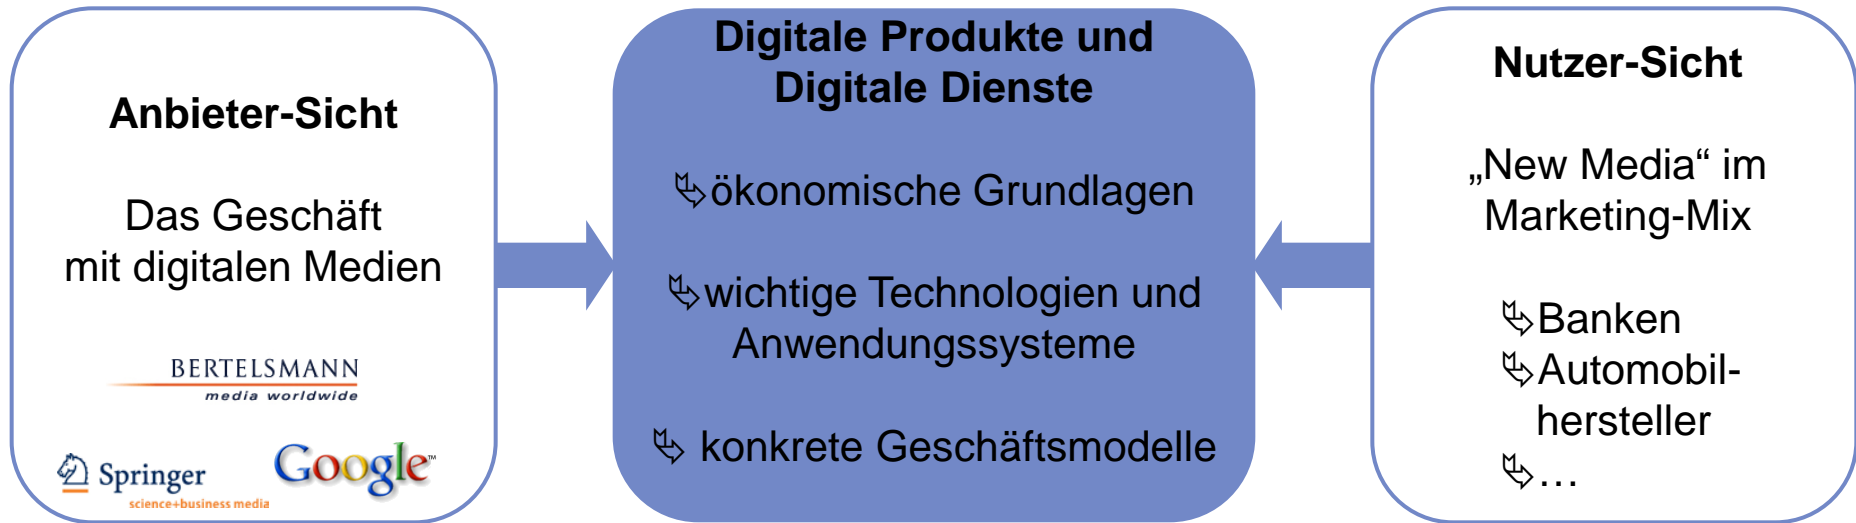 Anbieter-Sicht
Das Geschäft
mit digitalen Medien
BERTELSMANN
media worldwide
Springer
science+business media
Google™
Digitale Produkte und
Digitale Dienste
ökonomische Grundlagen
wichtige Technologien und
Anwendungssysteme
konkrete Geschäftsmodelle
Nutzer-Sicht
„New Media“ im
Marketing-Mix
Banken
Automobil-
hersteller
…